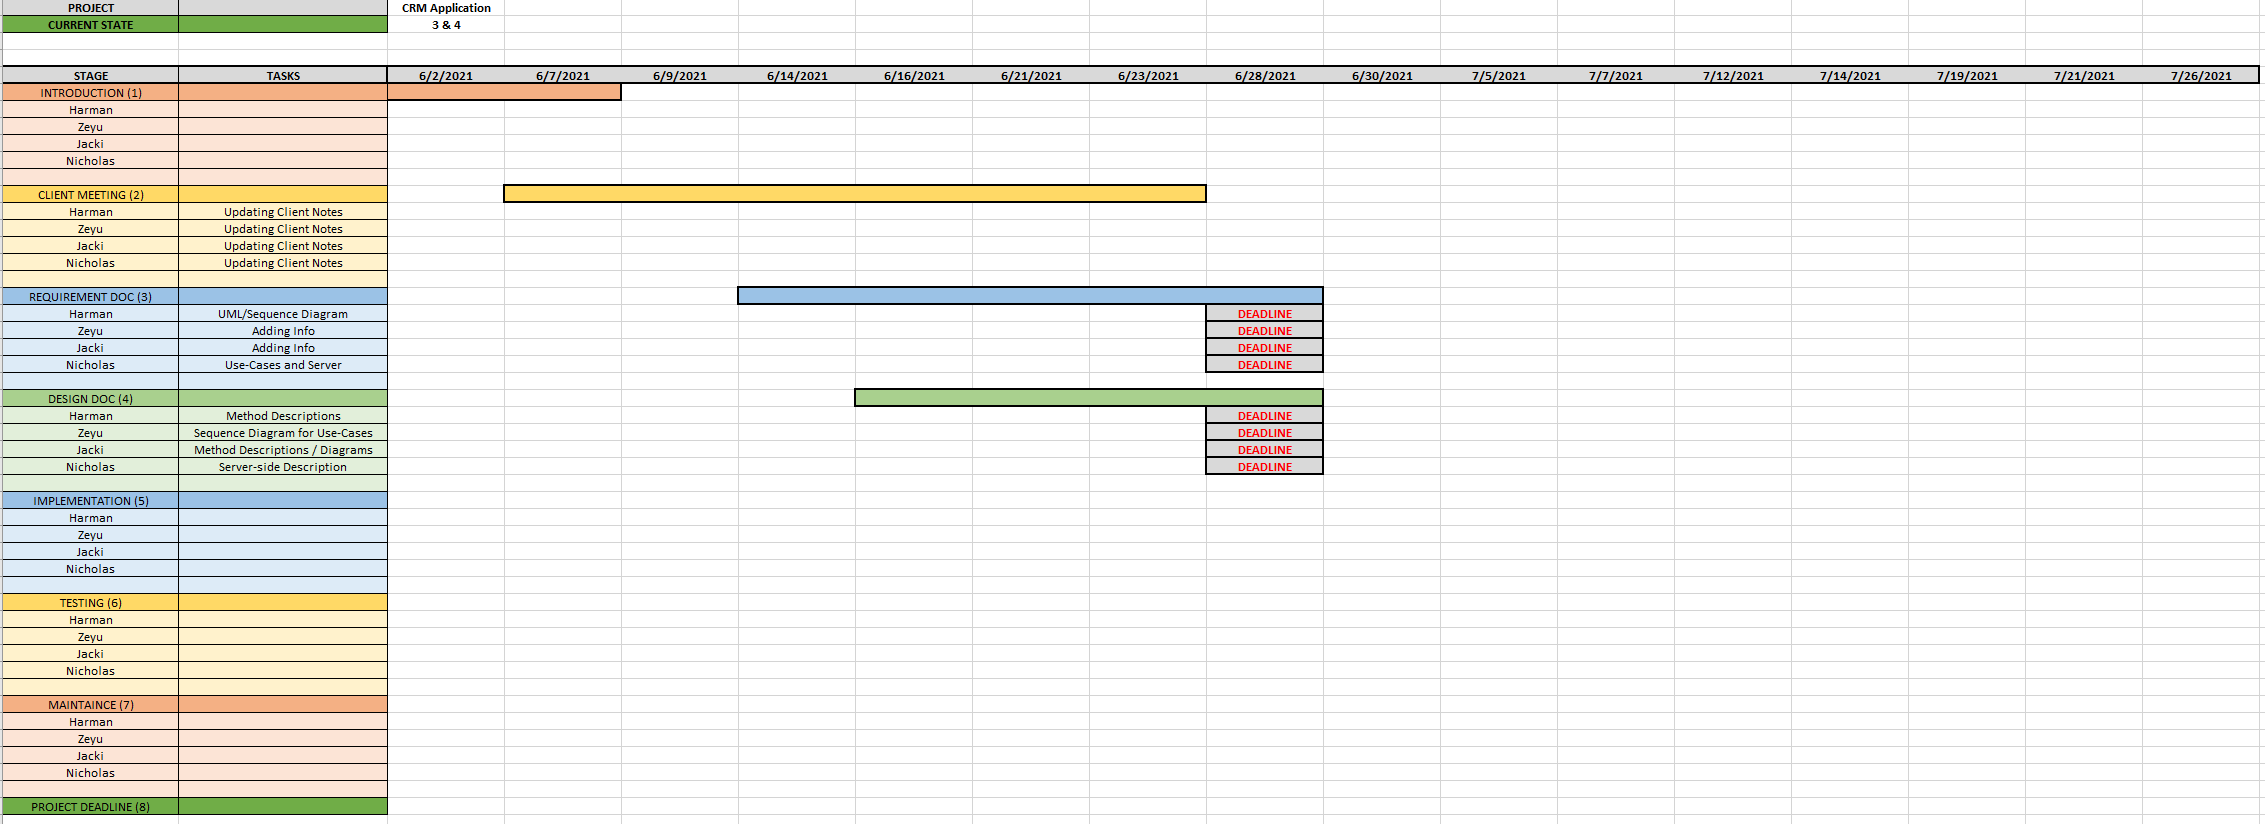 PROJECT CRM Application
CURRENT STATE 3 & 4
STAGE TASKS 6/2/2021 6/7/2021 6/9/2021 6/14/2021 6/16/2021 6/21/2021 6/23/2021 6/28/2021 6/30/2021 7/5/2021 7/7/2021 7/12/2021 7/14/2021 7/19/2021 7/21/2021 7/26/2021
INTRODUCTION (1)
Harman
Zeyu
Jacki
Nicholas
CLIENT MEETING (2)
Harman Updating Client Notes
Zeyu Updating Client Notes
Jacki Updating Client Notes
Nicholas Updating Client Notes
REQUIREMENT DOC (3)
Harman UML/Sequence Diagram DEADLINE
Zeyu Adding Info DEADLINE
Jacki Adding Info DEADLINE
Nicholas Use-Cases and Server DEADLINE
DESIGN DOC (4)
Harman Method Descriptions DEADLINE
Zeyu Sequence Diagram for Use-Cases DEADLINE
Jacki Method Descriptions / Diagrams DEADLINE
Nicholas Server-side Description DEADLINE
IMPLEMENTATION (5)
Harman
Zeyu
Jacki
Nicholas
TESTING (6)
Harman
Zeyu
Jacki
Nicholas
MAINTAINCE (7)
Harman
Zeyu
Jacki
Nicholas
PROJECT DEADLINE (8)